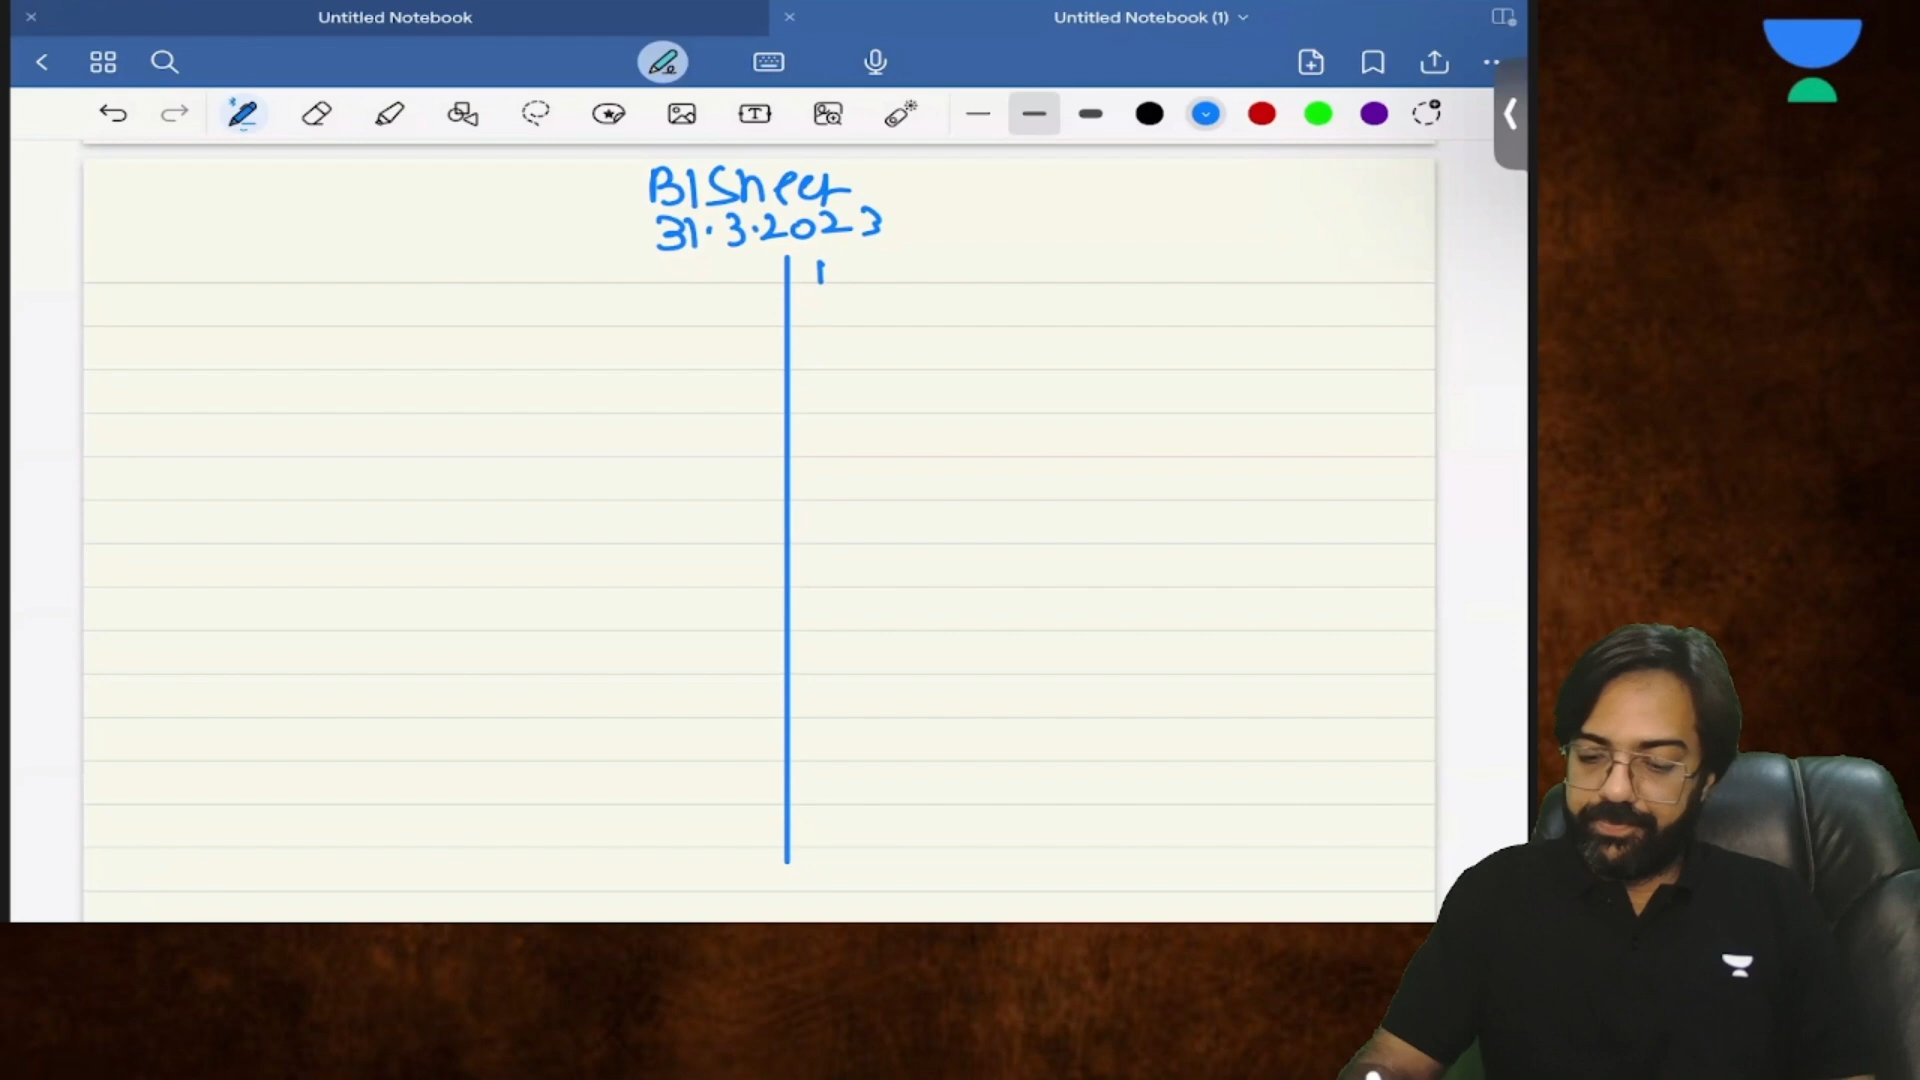 Untitled Notebook
Untitled Notebook (1)
T
B/Sheet
31.3.2023